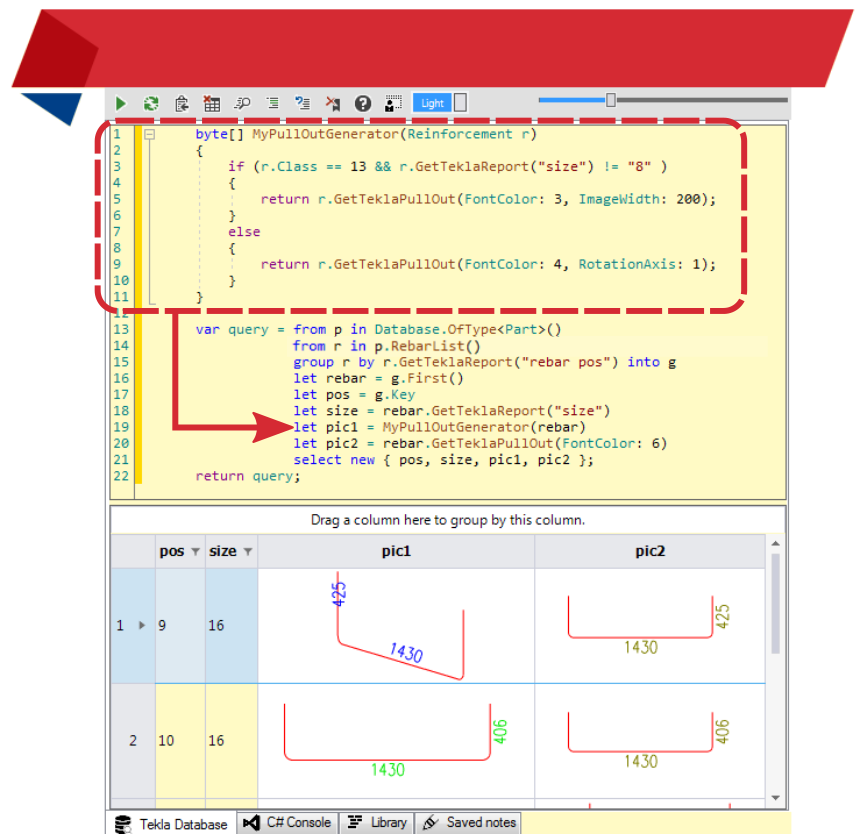 Light
1 byte[] MyPullOutGenerator(Reinforcement r)
2 {
3 if (r.Class == 13 && r.GetTeklaReport("size") != "8" )
4 {
5 return r.GetTeklaPullOut(FontColor: 3, ImageWidth: 200);
6 }
7 else
8 {
9 return r.GetTeklaPullOut(FontColor: 4, RotationAxis: 1);
10 }
11 }
12
13 var query = from p in Database.OfType<Part>()
14 from r in p.RebarList()
15 group r by r.GetTeklaReport("rebar pos") into g
16 let rebar = g.First()
17 let pos = g.Key
18 let size = rebar.GetTeklaReport("size")
19 let pic1 = MyPullOutGenerator(rebar)
20 let pic2 = rebar.GetTeklaPullOut(FontColor: 6)
21 select new { pos, size, pic1, pic2 };
22 return query;
Drag a column here to group by this column.
pos size pic1 pic2
1 9 16 425 1430 425 1430
2 10 16 406 1430 406 1430
Tekla Database C# Console Library Saved notes